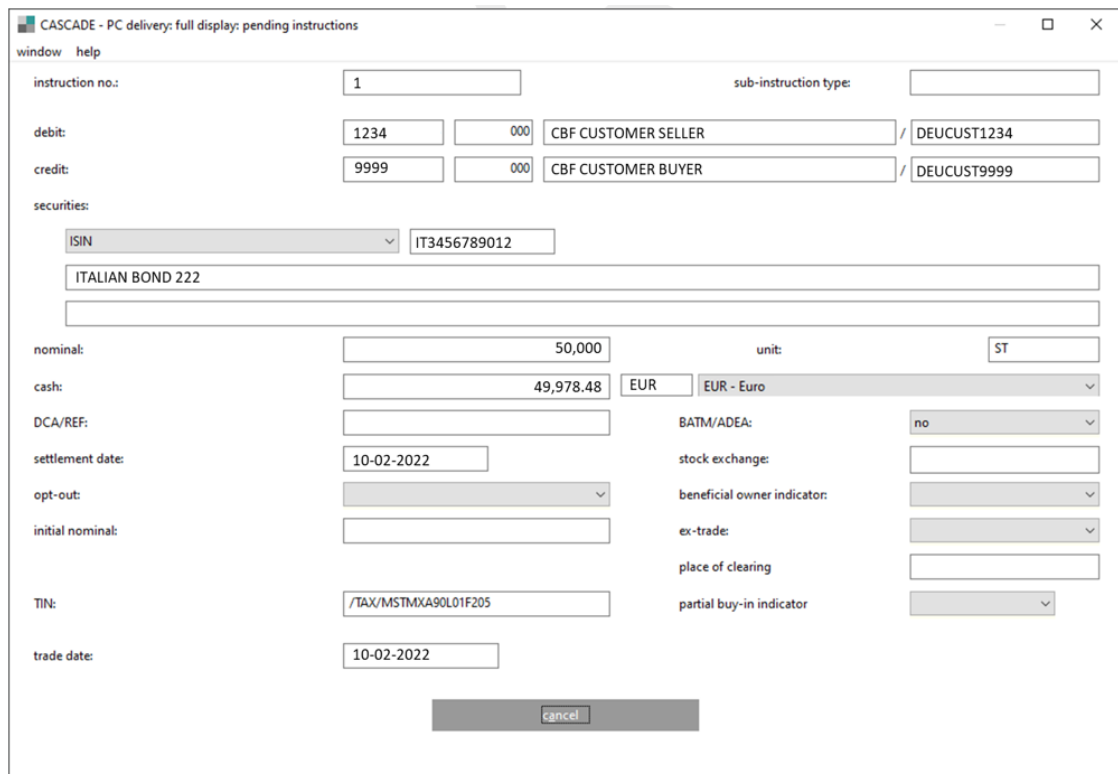 CASCADE - PC delivery: full display: pending instructions
window help
instruction no.: 1 sub-instruction type:
debit: 1234 000 CBF CUSTOMER SELLER / DEUCUST1234
credit: 9999 000 CBF CUSTOMER BUYER / DEUCUST9999
securities:
ISIN IT3456789012
ITALIAN BOND 222
nominal: 50,000 unit: ST
cash: 49,978.48 EUR EUR - Euro
DCA/REF: BATM/ADEA: no
settlement date: 10-02-2022 stock exchange:
opt-out: beneficial owner indicator:
initial nominal: ex-trade:
place of clearing
TIN: /TAX/MSTMXA90L01F205 partial buy-in indicator
trade date: 10-02-2022
cancel